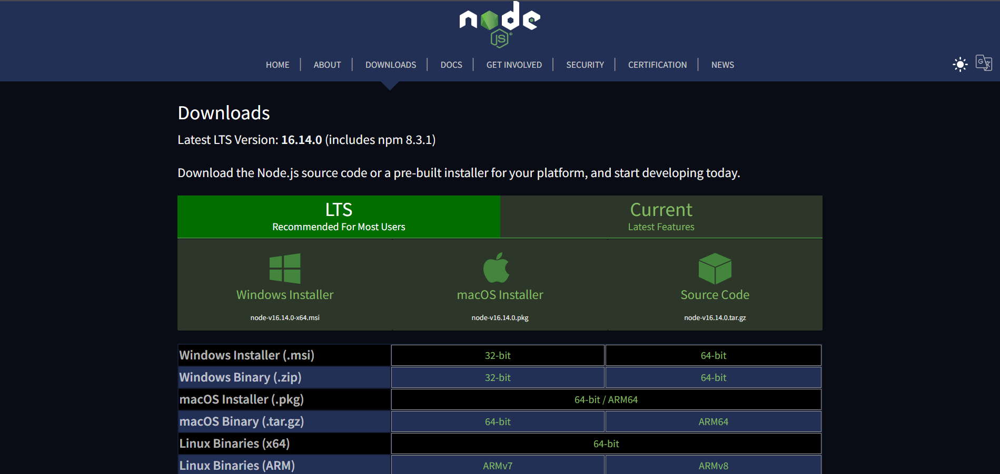 node
JS®
HOME | ABOUT | DOWNLOADS | DOCS | GET INVOLVED | SECURITY | CERTIFICATION | NEWS
Downloads
Latest LTS Version: 16.14.0 (includes npm 8.3.1)
Download the Node.js source code or a pre-built installer for your platform, and start developing today.
LTS
Recommended For Most Users
Current
Latest Features
Windows Installer
node-v16.14.0-x64.msi
macOS Installer
node-v16.14.0.pkg
Source Code
node-v16.14.0.tar.gz
Windows Installer (.msi) 32-bit 64-bit
Windows Binary (.zip) 32-bit 64-bit
macOS Installer (.pkg) 64-bit / ARM64
macOS Binary (.tar.gz) 64-bit ARM64
Linux Binaries (x64) 64-bit
Linux Binaries (ARM) ARMv7 ARMv8